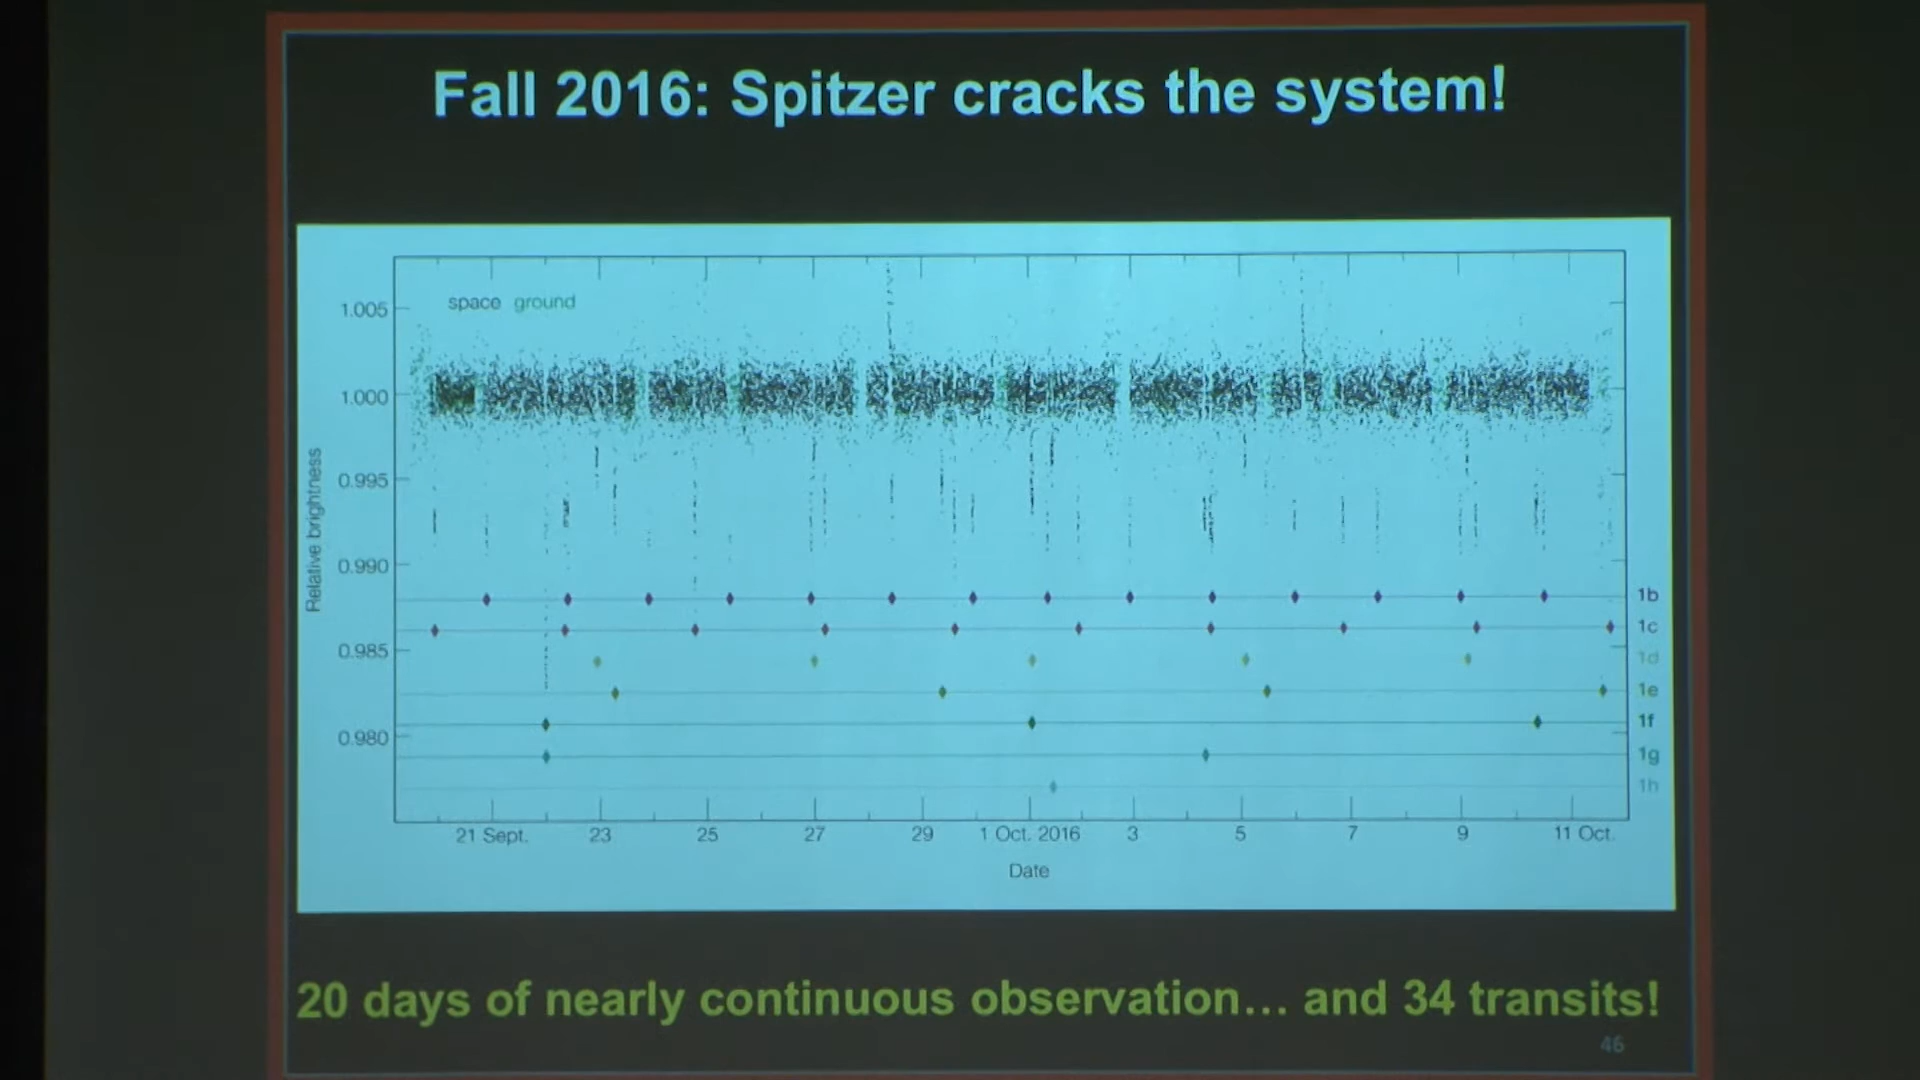 Fall 2016: Spitzer cracks the system!
space ground
1.005
1.000
0.995
0.990
0.985
0.980
Relative brightness
1b
1c
1d
1e
1f
1g
1h
21 Sept. 23 25 27 29 1 Oct. 2016 3 5 7 9 11 Oct.
Date
20 days of nearly continuous observation... and 34 transits!
46